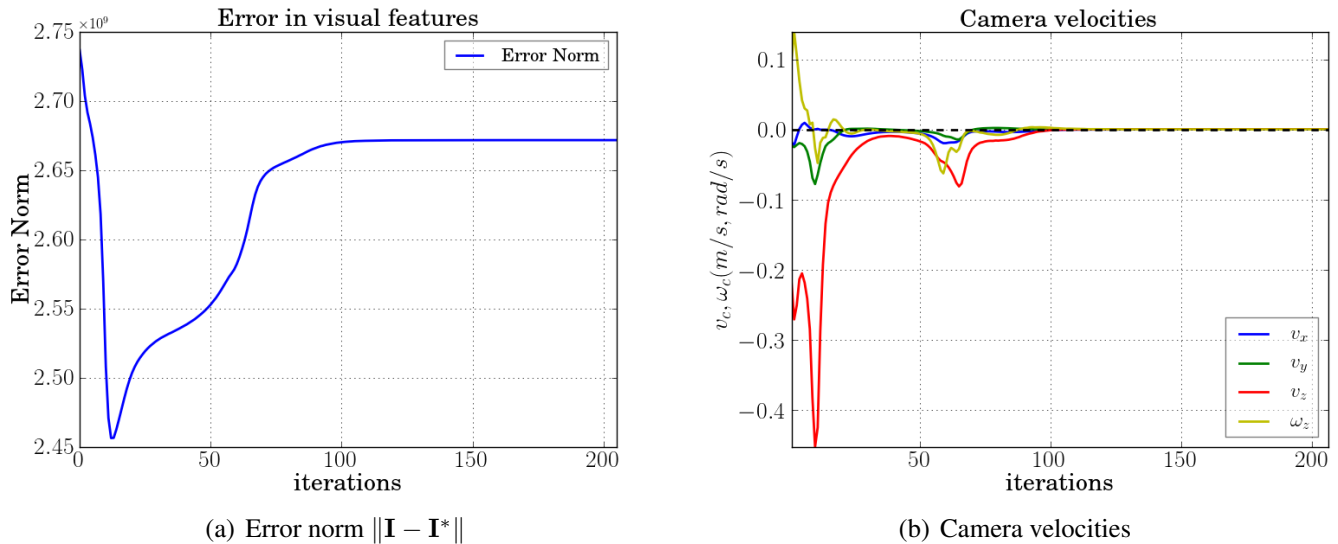 Error in visual features
×10⁹
2.75
2.70
2.65
2.60
2.55
2.50
2.45
Error Norm
Error Norm
0
50
100
150
200
iterations
(a) Error norm ‖I − I*‖
Camera velocities
0.1
0.0
−0.1
−0.2
−0.3
−0.4
v_c, ω_c(m/s, rad/s)
v_x
v_y
v_z
ω_z
50
100
150
200
iterations
(b) Camera velocities